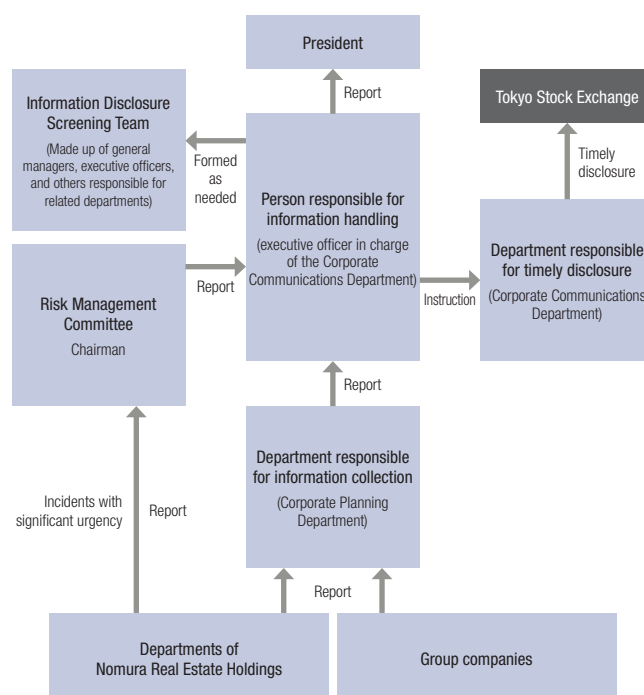 President
Report
Information Disclosure
Screening Team
(Made up of general
managers, executive officers,
and others responsible for
related departments)
Formed
as
needed
Tokyo Stock Exchange
Timely
disclosure
Person responsible for
information handling
(executive officer in charge
of the Corporate
Communications Department)
Department responsible
for timely disclosure
(Corporate Communications
Department)
Report
Instruction
Risk Management
Committee
Chairman
Report
Department responsible
for information collection
(Corporate Planning
Department)
Incidents with
significant urgency
Report
Report
Departments of
Nomura Real Estate Holdings
Group companies